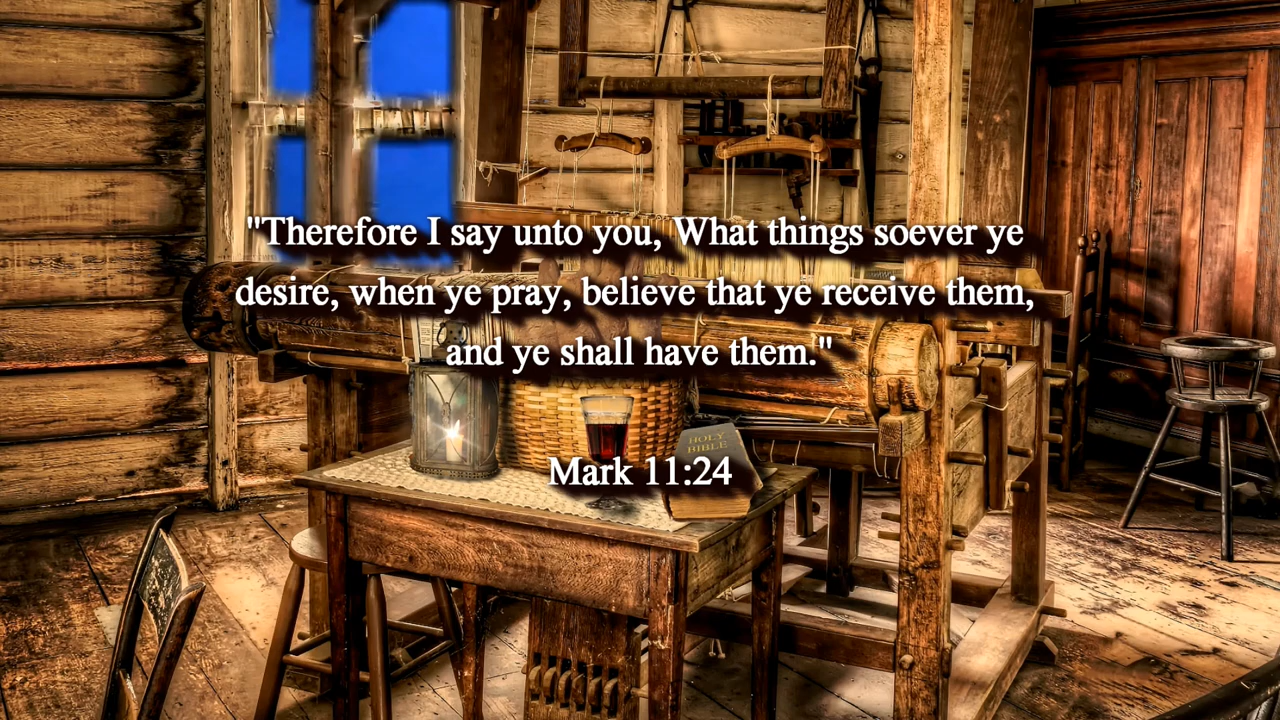 "Therefore I say unto you, What things soever ye
desire, when ye pray, believe that ye receive them,
and ye shall have them."
HOLY
BIBLE
Mark 11:24